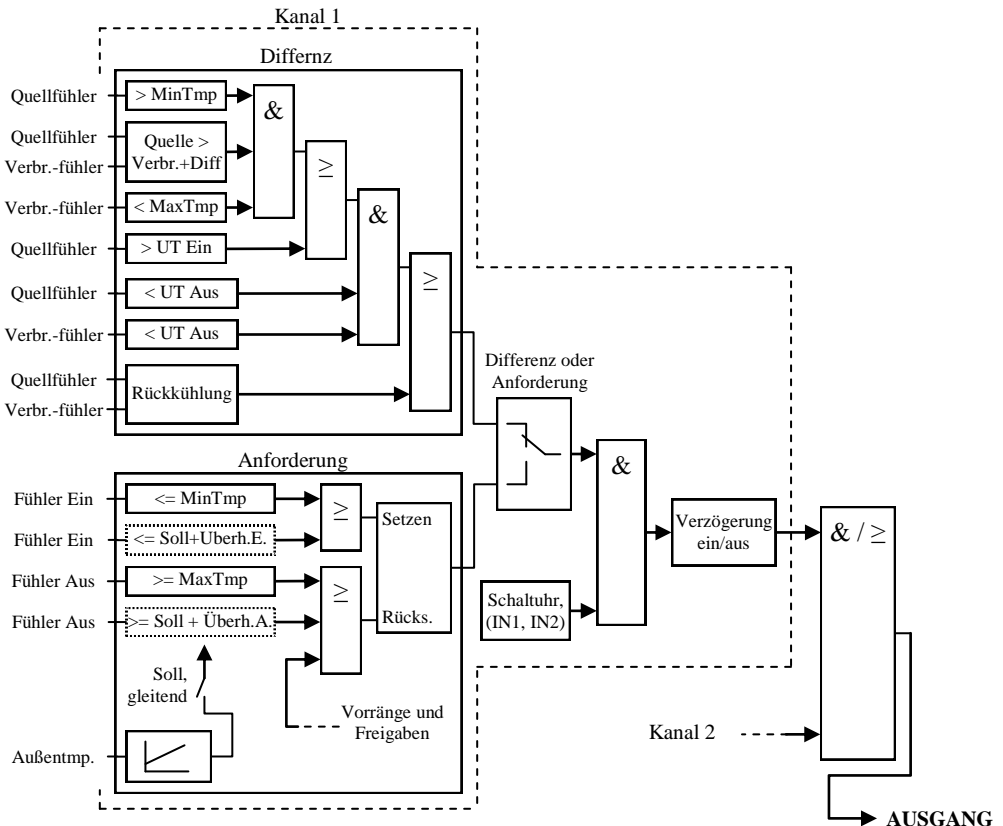 Kanal 1
Differnz
Quellfühler
> MinTmp
&
Quellfühler
Verbr.-fühler
Quelle >
Verbr.+Diff
≥
Verbr.-fühler
< MaxTmp
&
Quellfühler
> UT Ein
≥
Quellfühler
< UT Aus
Verbr.-fühler
< UT Aus
Quellfühler
Verbr.-fühler
Rückkühlung
Differenz oder
Anforderung
Anforderung
Fühler Ein
<= MinTmp
≥
Setzen
Fühler Ein
<= Soll+Uberh.E.
Fühler Aus
>= MaxTmp
≥
Fühler Aus
>= Soll + Überh.A.
Rücks.
Soll,
gleitend
Vorränge und
Freigaben
Außentmp.
&
Schaltuhr,
(IN1, IN2)
Verzögerung
ein/aus
& / ≥
Kanal 2
AUSGANG